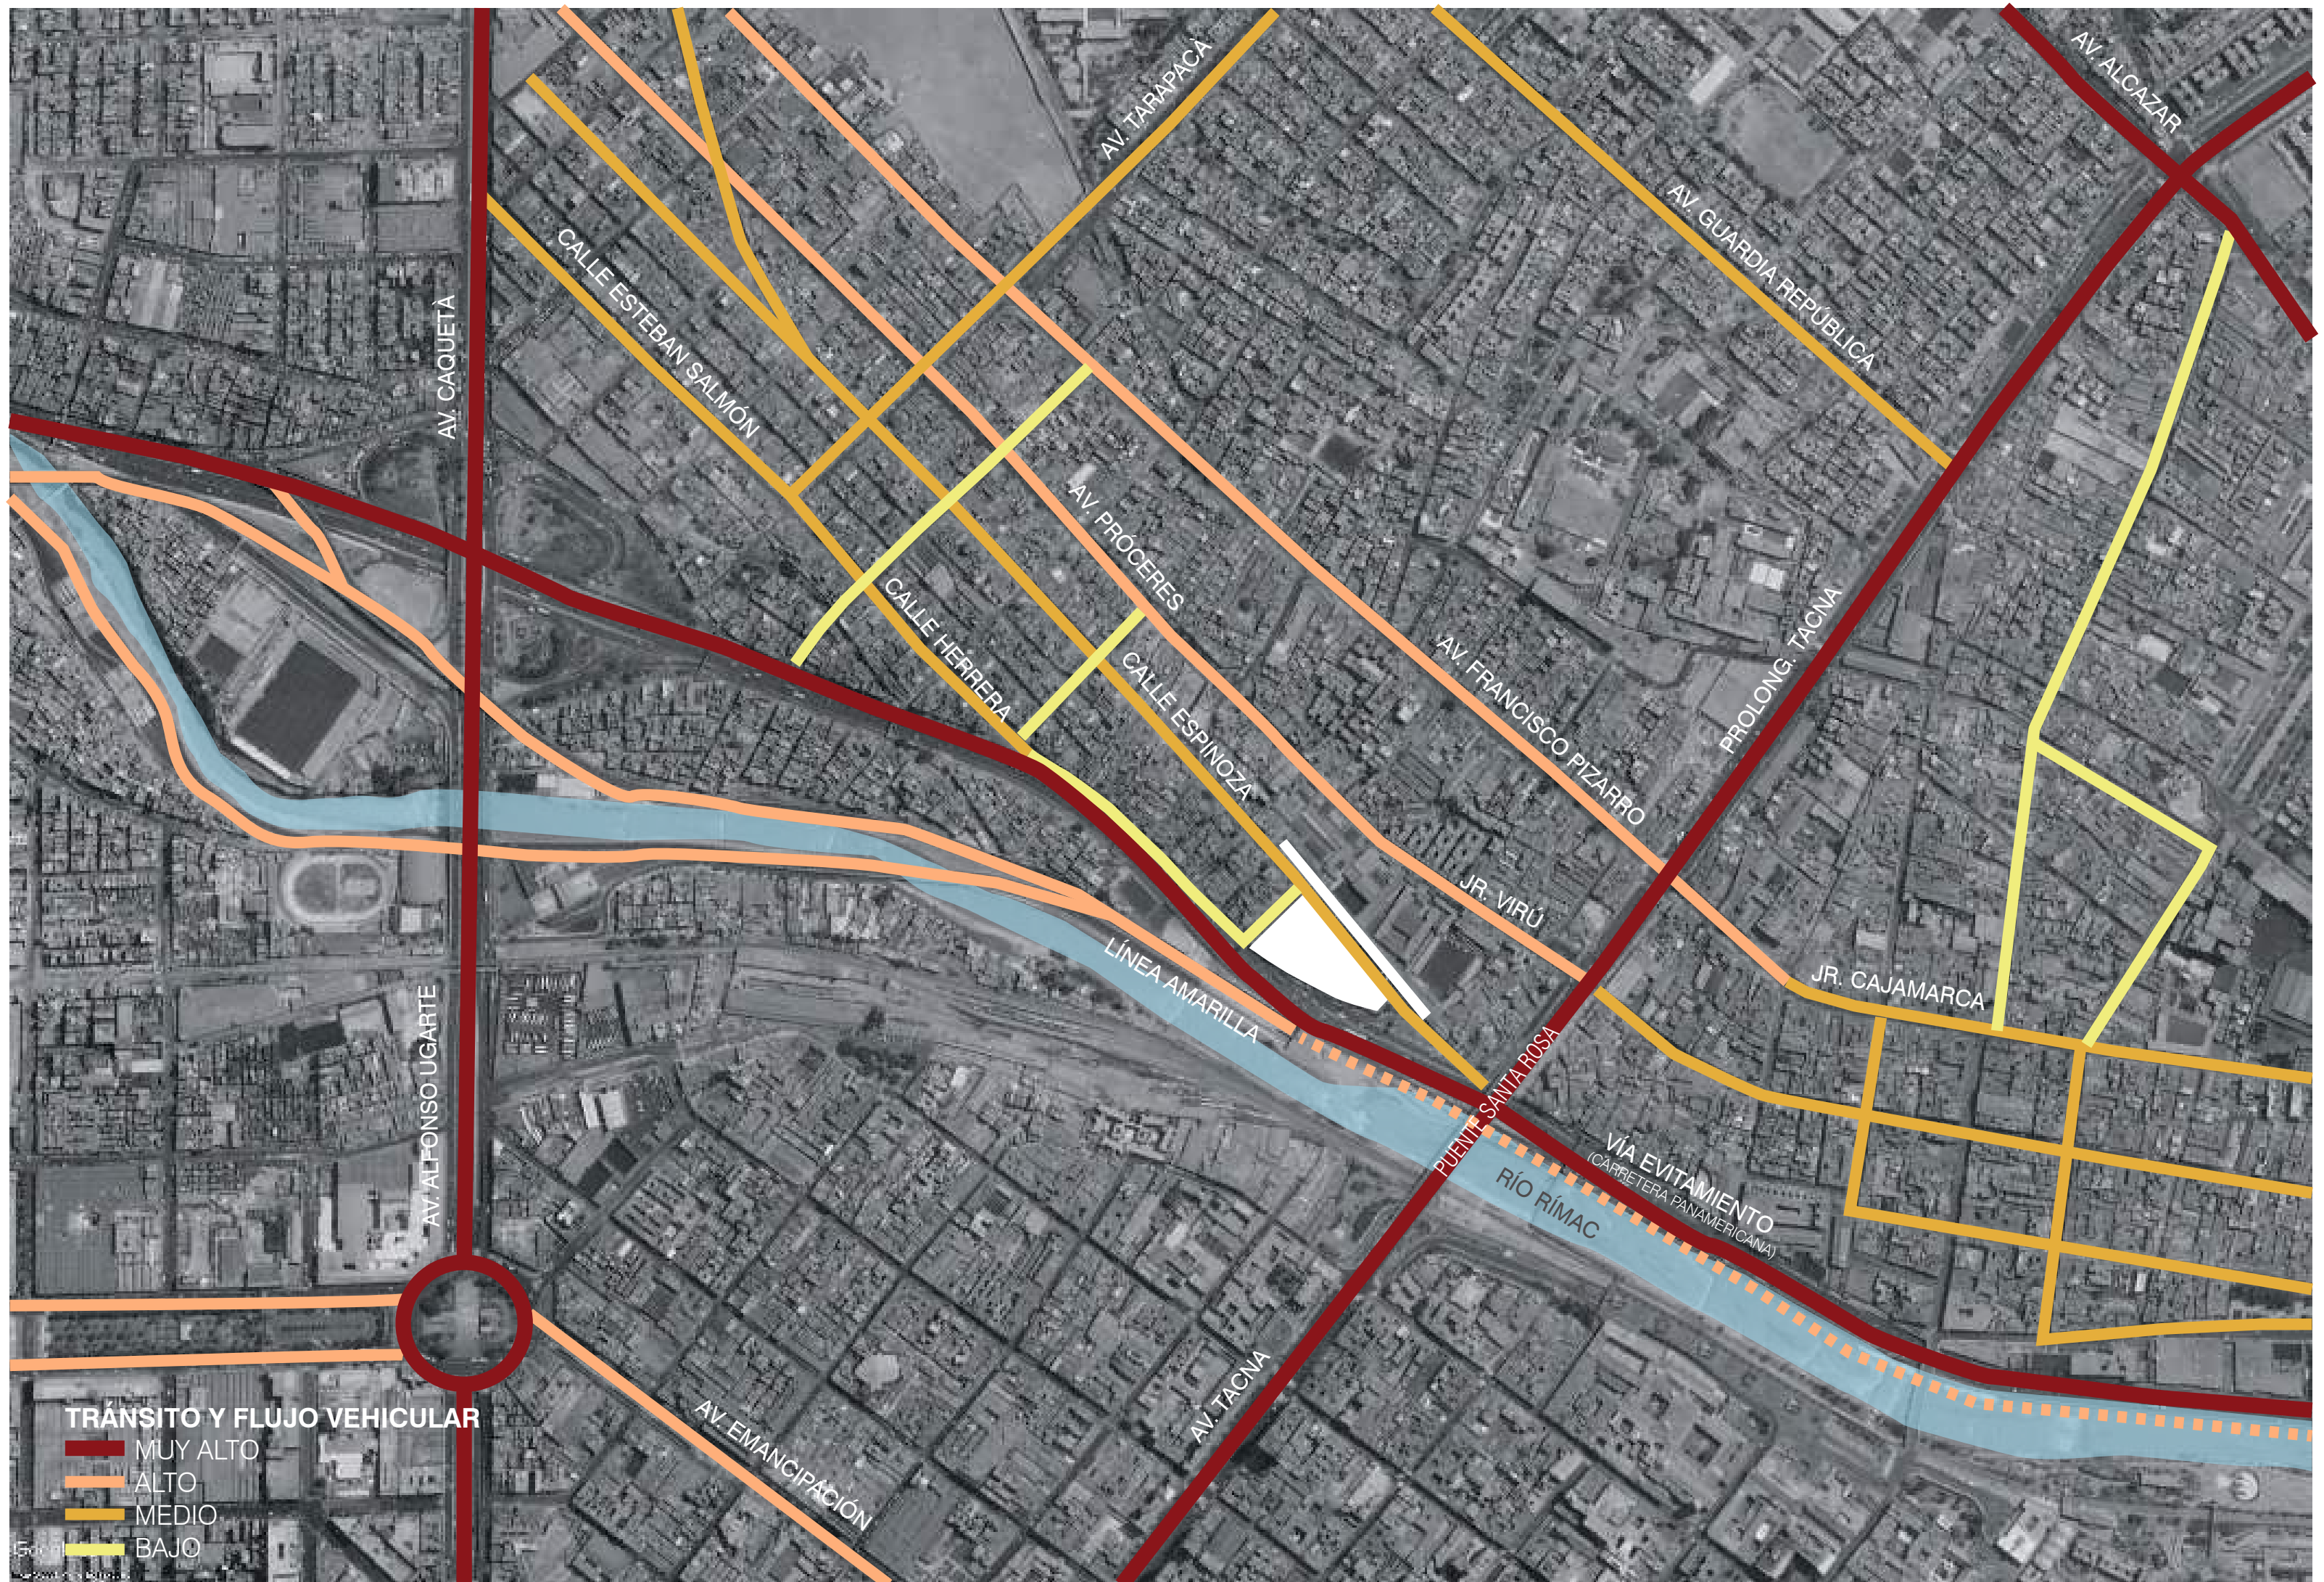 AV. ALCAZAR
AV. TARAPACÀ
AV. GUARDIA REPÚBLICA
CALLE ESTEBAN SALMÓN
AV. CAQUETÀ
AV. PRÓCERES
CALLE HERRERA
CALLE ESPINOZA
AV. FRANCISCO PIZARRO
PROLONG. TACNA
JR. VIRÚ
JR. CAJAMARCA
LÍNEA AMARILLA
AV. ALFONSO UGARTE
PUENTE SANTA ROSA
VÍA EVITAMIENTO
(CARRETERA PANAMERICANA)
RÍO RÍMAC
AV. TACNA
AV. EMANCIPACIÓN
TRÁNSITO Y FLUJO VEHICULAR
MUY ALTO
ALTO
MEDIO
BAJO